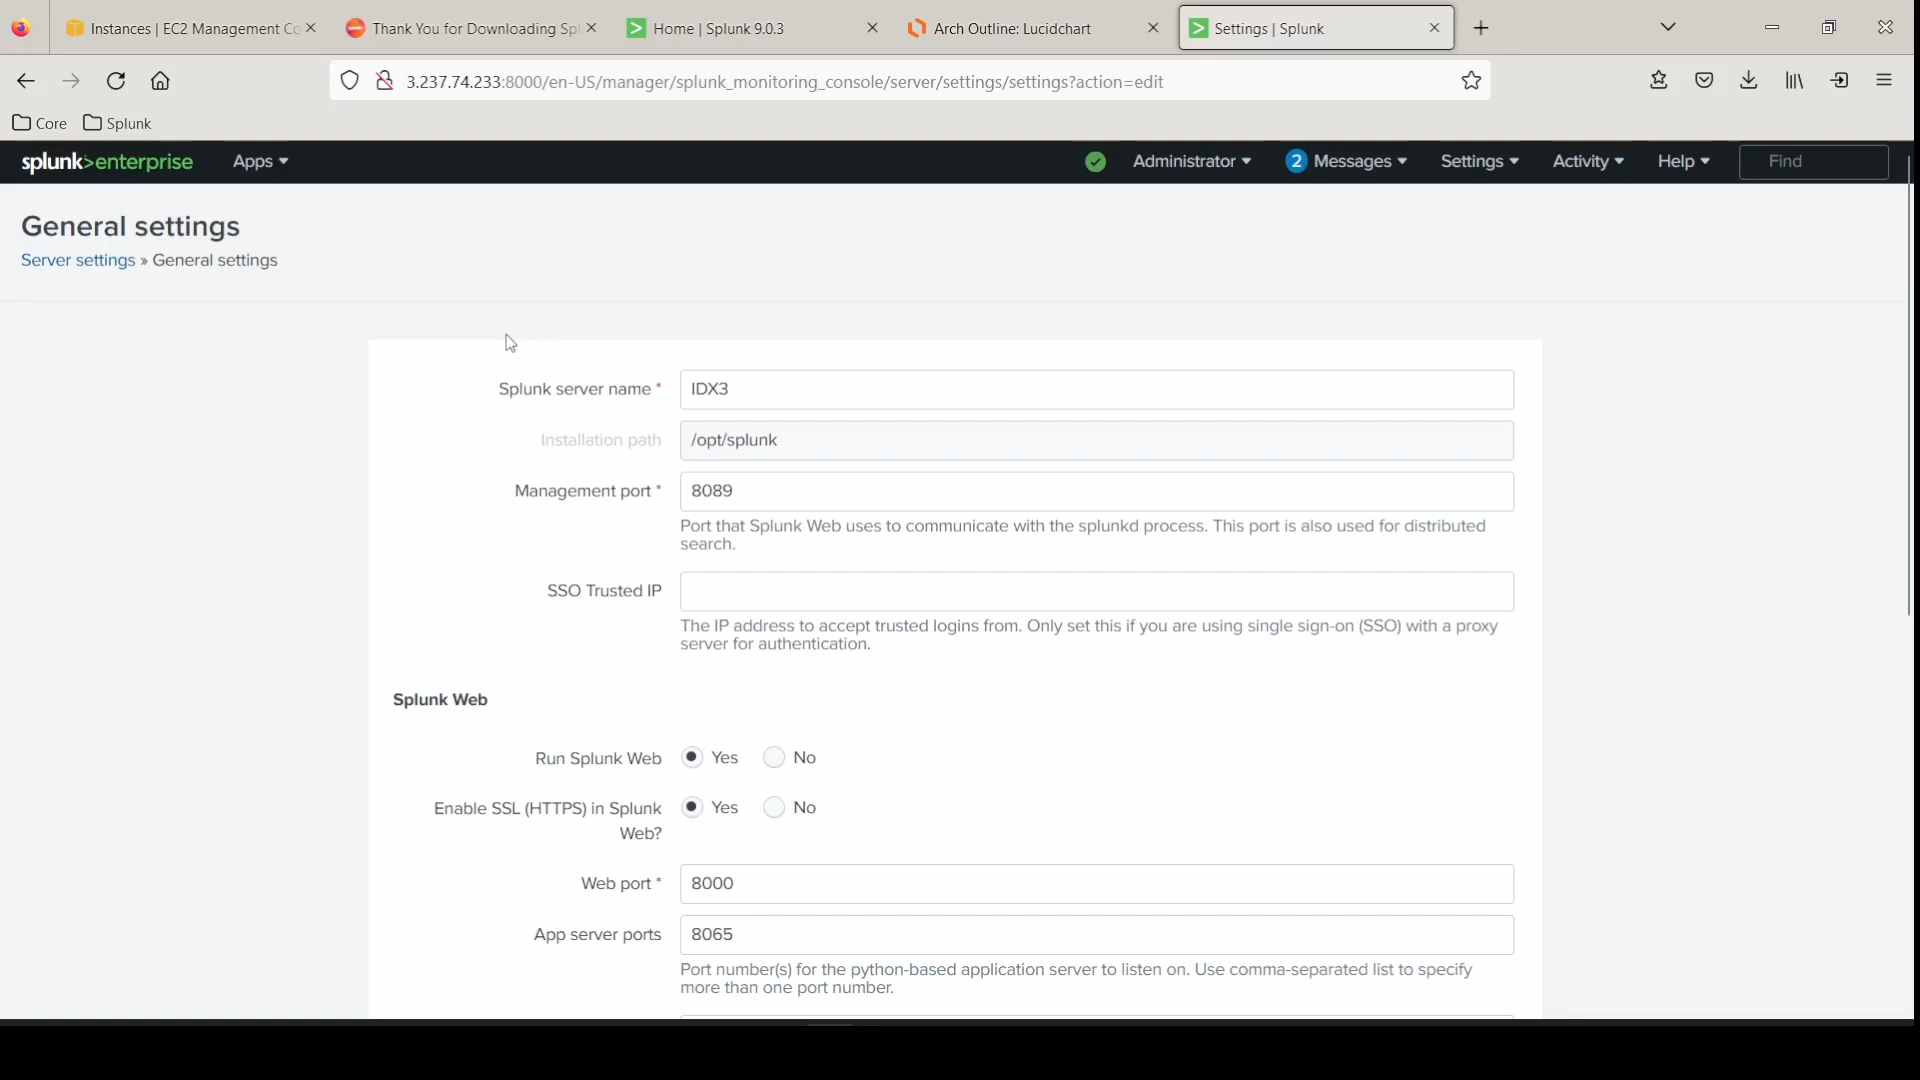 Instances | EC2 Management Co
Thank You for Downloading Spl
Home | Splunk 9.0.3
Arch Outline: Lucidchart
Settings | Splunk
3.237.74.233:8000/en-US/manager/splunk_monitoring_console/server/settings/settings?action=edit
Core
Splunk
splunk>enterprise
Apps
Administrator
2 Messages
Settings
Activity
Help
Find
General settings
Server settings » General settings
Splunk server name *
IDX3
Installation path
/opt/splunk
Management port *
8089
Port that Splunk Web uses to communicate with the splunkd process. This port is also used for distributed
search.
SSO Trusted IP
The IP address to accept trusted logins from. Only set this if you are using single sign-on (SSO) with a proxy
server for authentication.
Splunk Web
Run Splunk Web
Yes
No
Enable SSL (HTTPS) in Splunk
Web?
Yes
No
Web port *
8000
App server ports
8065
Port number(s) for the python-based application server to listen on. Use comma-separated list to specify
more than one port number.